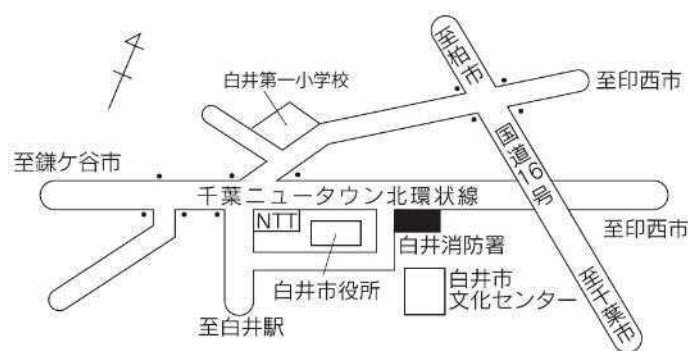 至柏市
白井第一小学校
至印西市
国道16号
至鎌ケ谷市
千葉ニュータウン北環状線
NTT
白井消防署
至印西市
白井市役所
白井市
文化センター
至千葉市
至白井駅